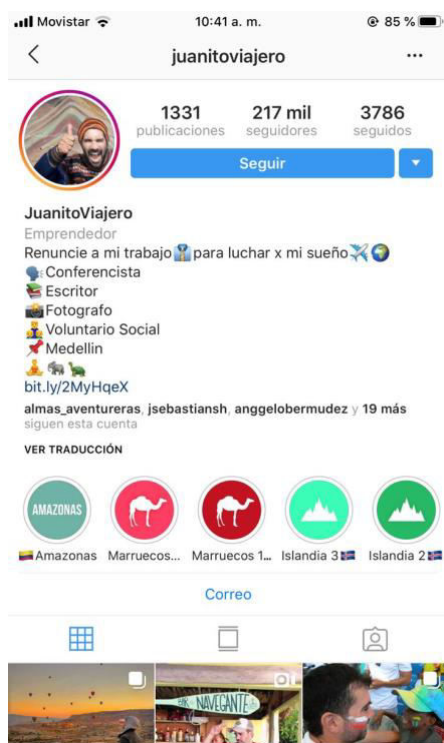 Movistar 10:41 a. m. 85 %
juanitoviajero
1331 217 mil 3786
publicaciones seguidores seguidos
Seguir
JuanitoViajero
Emprendedor
Renuncie a mi trabajo👔para luchar x mi sueño✈️🌍
🗣️Conferencista
📚Escritor
📸Fotografo
Voluntario Social
📌Medellin
🧘🐘🦕
bit.ly/2MyHqeX
almas_aventureras, jsebastiansh, anggelobermudez y 19 más
siguen esta cuenta
VER TRADUCCIÓN
AMAZONAS
🇨🇴Amazonas Marruecos... Marruecos 1... Islandia 3🇮🇸 Islandia 2🇮🇸
Correo
BAR NAVEGANTE